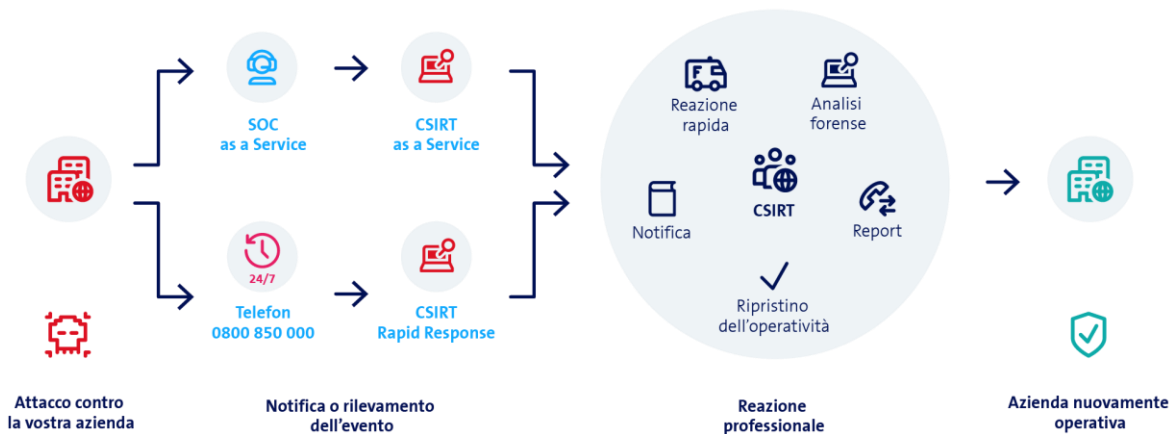 SOC
as a Service
CSIRT
as a Service
24/7
Telefon
0800 850 000
CSIRT
Rapid Response
F
Reazione
rapida
Analisi
forense
Notifica
CSIRT
Report
Ripristino
dell'operatività
Attacco contro
la vostra azienda
Notifica o rilevamento
dell'evento
Reazione
professionale
Azienda nuovamente
operativa